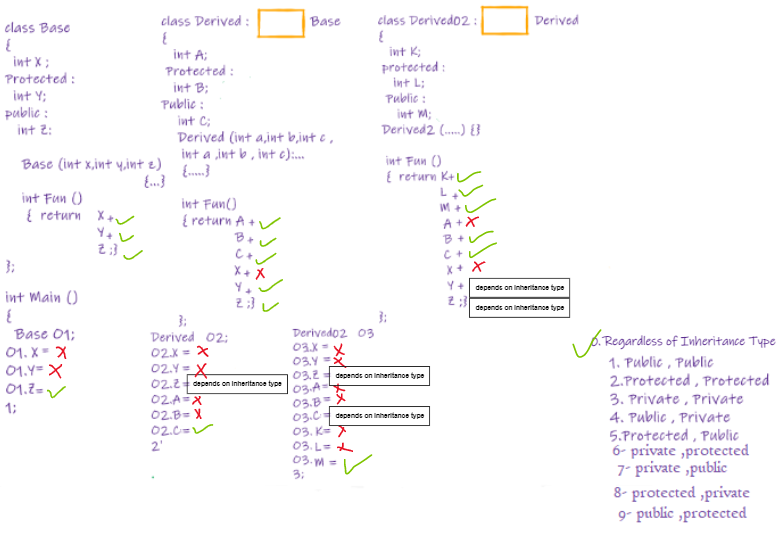 class Base
{
int X ;
Protected :
int Y;
public :
int Z:
Base (int x,int y,int z)
{...}
int Fun ()
{ return X +
Y +
Z ;}
};
int Main ()
{
Base O1;
O1. X =
O1.Y=
O1.Z=
1;
class Derived : Base
{
int A;
Protected :
int B;
Public :
int C;
Derived (int a,int b,int c ,
int a ,int b , int c):...
{.....}
int Fun()
{ return A +
B +
C +
X +
Y +
Z ;}
};
Derived O2;
O2.X =
O2.Y =
O2.Z = depends on inheritance type
O2.A =
O2.B =
O2.C=
2'
class Derived02 : Derived
{
int K;
protected :
int L;
Public :
int M;
Derived2 (.....) {}
int Fun ()
{ return K+
L +
M +
A +
B +
C +
X +
Y + depends on inheritance type
Z ;} depends on inheritance type
};
Derived02 O3
O3.X =
O3.Y =
O3.Z = depends on inheritance type
O3.A=
O3.B=
O3.C= depends on inheritance type
O3.K=
O3.L=
O3.M =
3;
0.Regardless of Inheritance Type
1. Public , Public
2.Protected , Protected
3. Private , Private
4. Public , Private
5.Protected , Public
6- private ,protected
7- private ,public
8- protected ,private
9- public ,protected